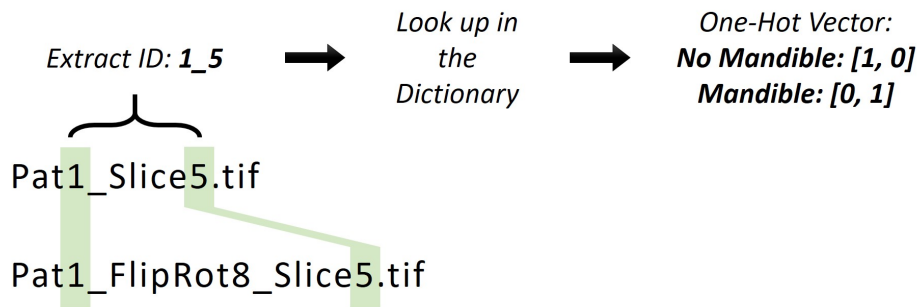 Extract ID: 1_5
Look up in
the
Dictionary
One-Hot Vector:
No Mandible: [1, 0]
Mandible: [0, 1]
Pat1_Slice5.tif
Pat1_FlipRot8_Slice5.tif